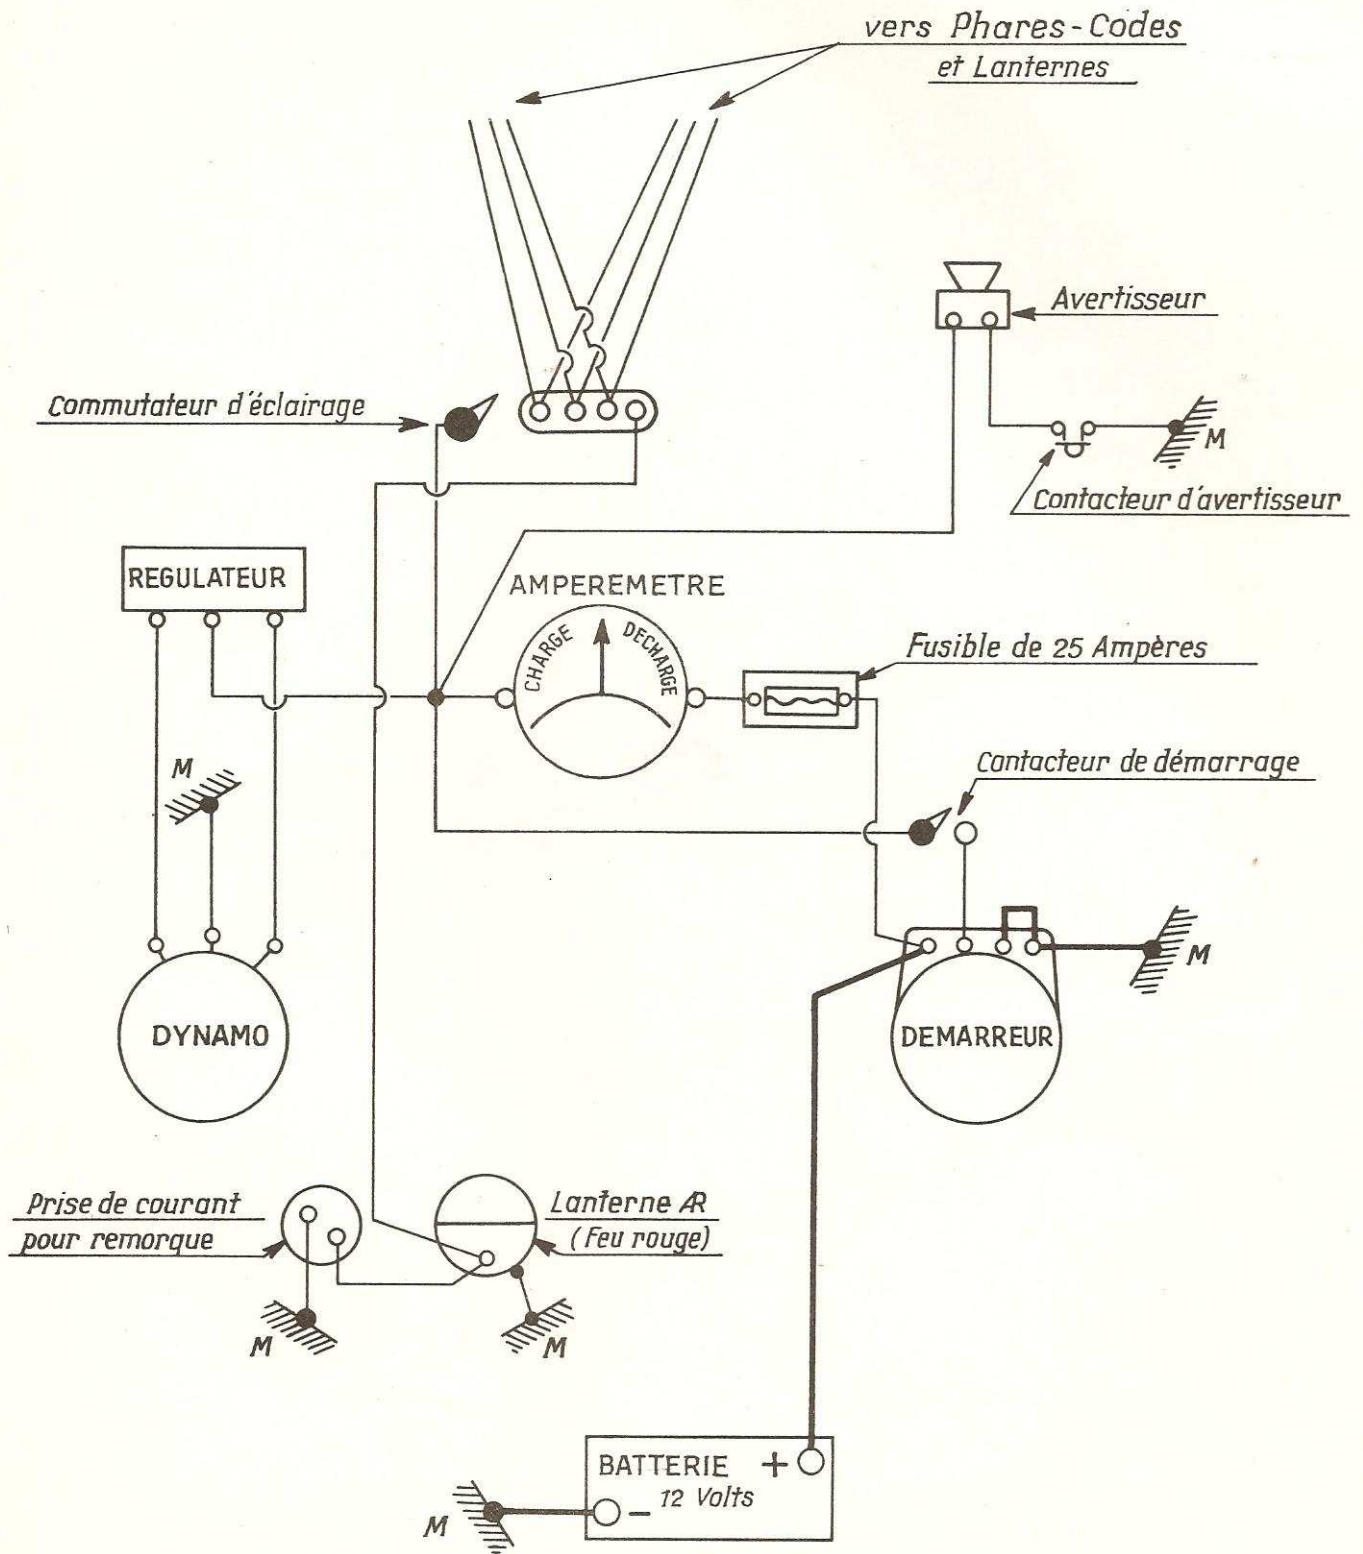 vers Phares-Codes
et Lanternes
Avertisseur
Commutateur d'éclairage
M
Contacteur d'avertisseur
REGULATEUR
AMPEREMETRE
CHARGE
DECHARGE
Fusible de 25 Ampères
M
Contacteur de démarrage
M
DYNAMO
DEMARREUR
Prise de courant
pour remorque
Lanterne AR
(Feu rouge)
M
M
BATTERIE +
12 Volts
-
M